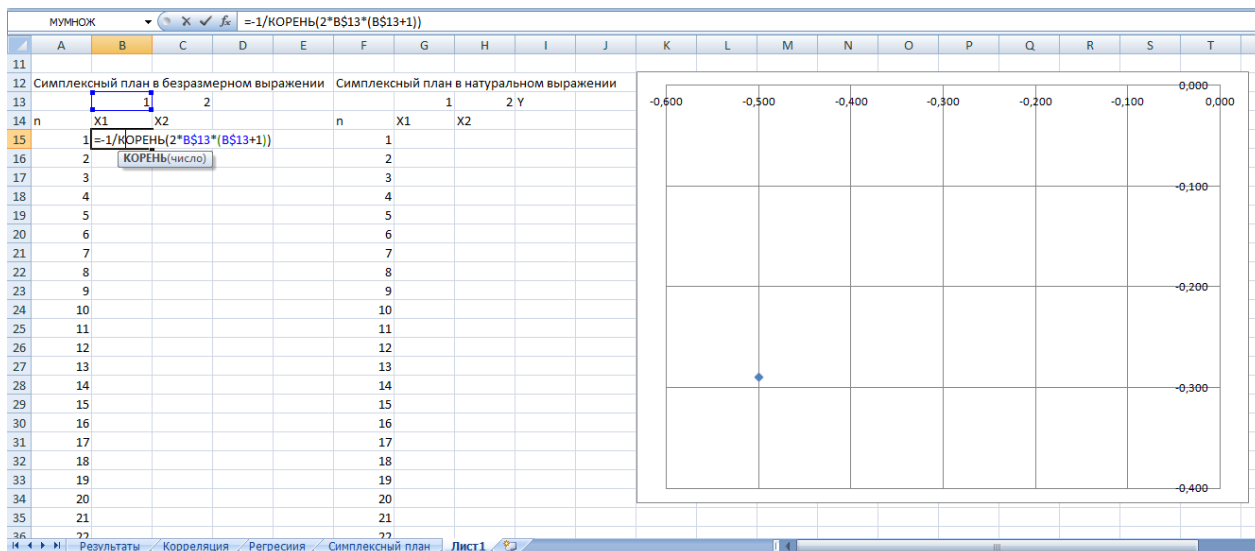 МУМНОЖ =-1/КОРЕНЬ(2*B$13*(B$13+1))
A B C D E F G H I J K L M N O P Q R S T
11
12 Симплексный план в безразмерном выражении Симплексный план в натуральном выражении
13 1 2 1 2 Y
14 n X1 X2 n X1 X2
15 1 =-1/КОРЕНЬ(2*B$13*(B$13+1)) 1
16 2 КОРЕНЬ(число) 2
17 3 3
18 4 4
19 5 5
20 6 6
21 7 7
22 8 8
23 9 9
24 10 10
25 11 11
26 12 12
27 13 13
28 14 14
29 15 15
30 16 16
31 17 17
32 18 18
33 19 19
34 20 20
35 21 21
36 22 22
0,000
-0,600 -0,500 -0,400 -0,300 -0,200 -0,100 0,000
-0,100
-0,200
-0,300
-0,400
Результаты Корреляция Регресиия Симплексный план Лист1